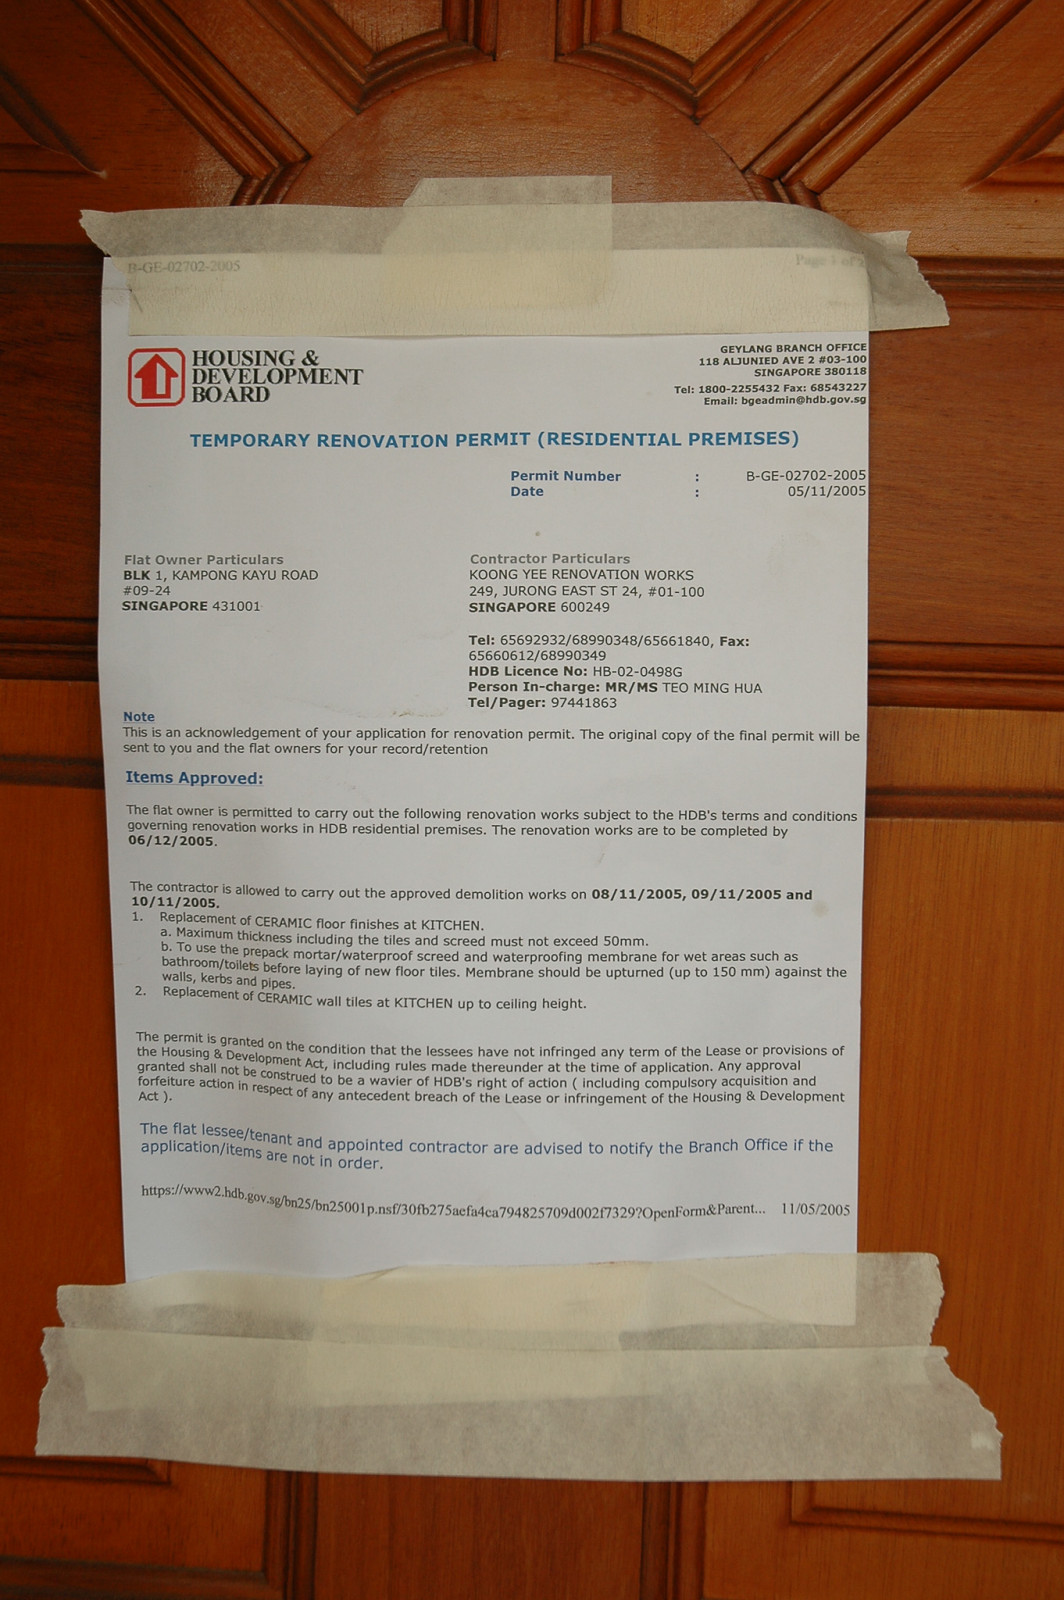 B-GE-02702-2005 Page 1 of 2
HOUSING &
DEVELOPMENT
BOARD
GEYLANG BRANCH OFFICE
118 ALJUNIED AVE 2 #03-100
SINGAPORE 380118
Tel: 1800-2255432 Fax: 68543227
Email: bgeadmin@hdb.gov.sg
TEMPORARY RENOVATION PERMIT (RESIDENTIAL PREMISES)
Permit Number : B-GE-02702-2005
Date : 05/11/2005
Flat Owner Particulars
BLK 1, KAMPONG KAYU ROAD
#09-24
SINGAPORE 431001
Contractor Particulars
KOONG YEE RENOVATION WORKS
249, JURONG EAST ST 24, #01-100
SINGAPORE 600249
Tel: 65692932/68990348/65661840, Fax:
65660612/68990349
HDB Licence No: HB-02-0498G
Person In-charge: MR/MS TEO MING HUA
Tel/Pager: 97441863
Note
This is an acknowledgement of your application for renovation permit. The original copy of the final permit will be
sent to you and the flat owners for your record/retention
Items Approved:
The flat owner is permitted to carry out the following renovation works subject to the HDB's terms and conditions
governing renovation works in HDB residential premises. The renovation works are to be completed by
06/12/2005.
The contractor is allowed to carry out the approved demolition works on 08/11/2005, 09/11/2005 and
10/11/2005.
1. Replacement of CERAMIC floor finishes at KITCHEN.
a. Maximum thickness including the tiles and screed must not exceed 50mm.
b. To use the prepack mortar/waterproof screed and waterproofing membrane for wet areas such as
bathroom/toilets before laying of new floor tiles. Membrane should be upturned (up to 150 mm) against the
walls, kerbs and pipes.
2. Replacement of CERAMIC wall tiles at KITCHEN up to ceiling height.
The permit is granted on the condition that the lessees have not infringed any term of the Lease or provisions of
the Housing & Development Act, including rules made thereunder at the time of application. Any approval
granted shall not be construed to be a wavier of HDB's right of action ( including compulsory acquisition and
forfeiture action in respect of any antecedent breach of the Lease or infringement of the Housing & Development
Act ).
The flat lessee/tenant and appointed contractor are advised to notify the Branch Office if the
application/items are not in order.
https://www2.hdb.gov.sg/bn25/bn25001p.nsf/30fb275aefa4ca794825709d002f7329?OpenForm&Parent... 11/05/2005